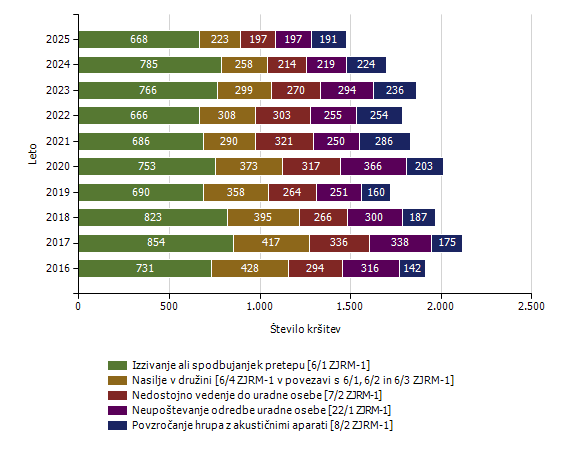 2025 668 223 197 197 191
2024 785 258 214 219 224
2023 766 299 270 294 236
2022 666 308 303 255 254
2021 686 290 321 250 286
2020 753 373 317 366 203
2019 690 358 264 251 160
2018 823 395 266 300 187
2017 854 417 336 338 175
2016 731 428 294 316 142
Leto
0 500 1.000 1.500 2.000 2.500
Število kršitev
Izzivanje ali spodbujanje k pretepu [6/1 ZJRM-1]
Nasilje v družini [6/4 ZJRM-1 v povezavi s 6/1, 6/2 in 6/3 ZJRM-1]
Nedostojno vedenje do uradne osebe [7/2 ZJRM-1]
Neupoštevanje odredbe uradne osebe [22/1 ZJRM-1]
Povzročanje hrupa z akustičnimi aparati [8/2 ZJRM-1]